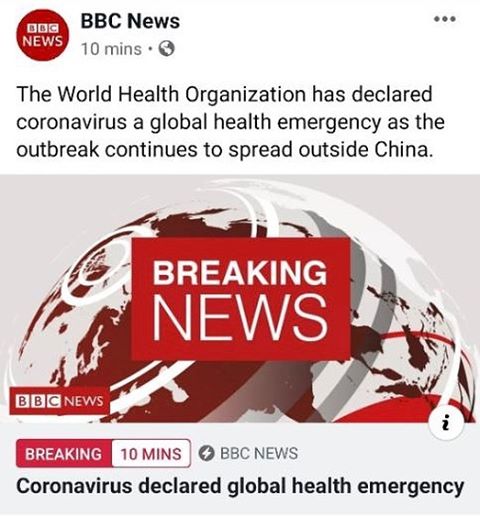 BBC NEWS
BBC News
10 mins ·
The World Health Organization has declared
coronavirus a global health emergency as the
outbreak continues to spread outside China.
BREAKING
NEWS
BBC NEWS
i
BREAKING 10 MINS BBC NEWS
Coronavirus declared global health emergency